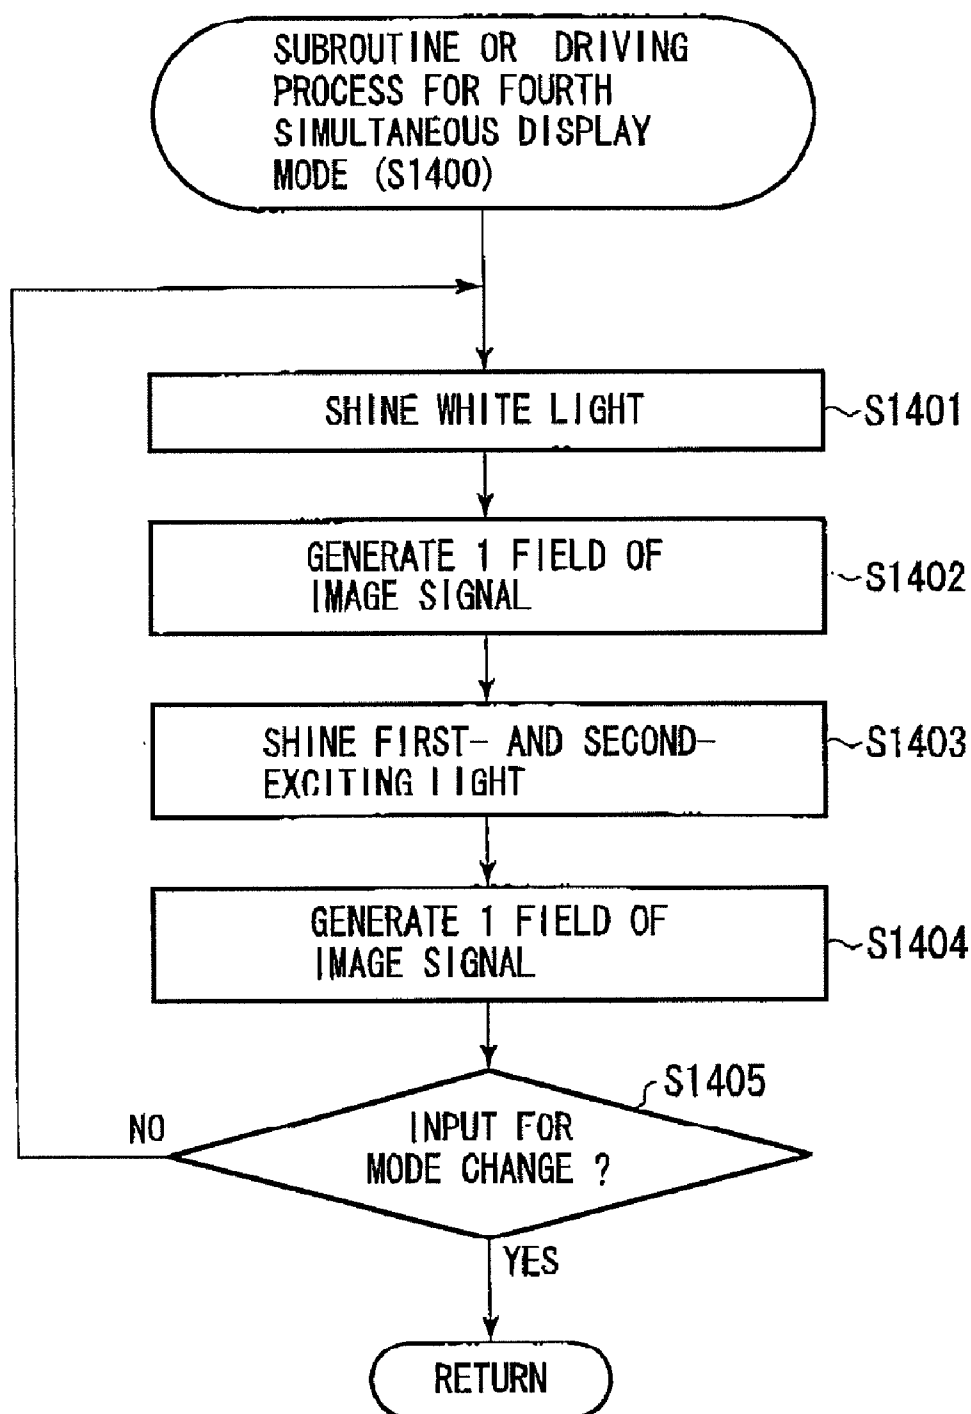 SUBROUTINE OR DRIVING
PROCESS FOR FOURTH
SIMULTANEOUS DISPLAY
MODE (S1400)
SHINE WHITE LIGHT
S1401
GENERATE 1 FIELD OF
IMAGE SIGNAL
S1402
SHINE FIRST- AND SECOND-
EXCITING LIGHT
S1403
GENERATE 1 FIELD OF
IMAGE SIGNAL
S1404
S1405
INPUT FOR
MODE CHANGE ?
NO
YES
RETURN